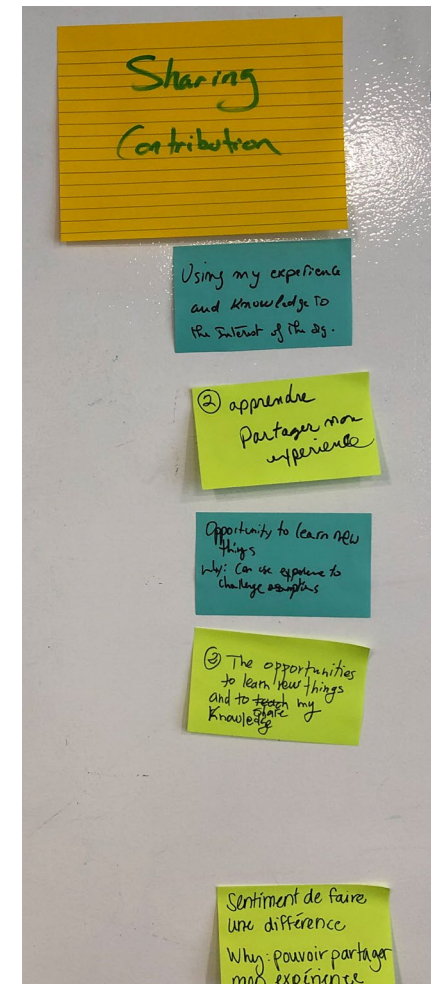 Sharing
Contribution
Using my experience
and knowledge to
the interest of the
② apprendre
Partager mon
expérience
Opportunity to learn new
things
Why: Can use experience to
challenge assumptions
② The opportunities
to learn new things
and to teach my
share
Knowledge
Sentiment de faire
une différence
Why: pouvoir partager
mon expérience